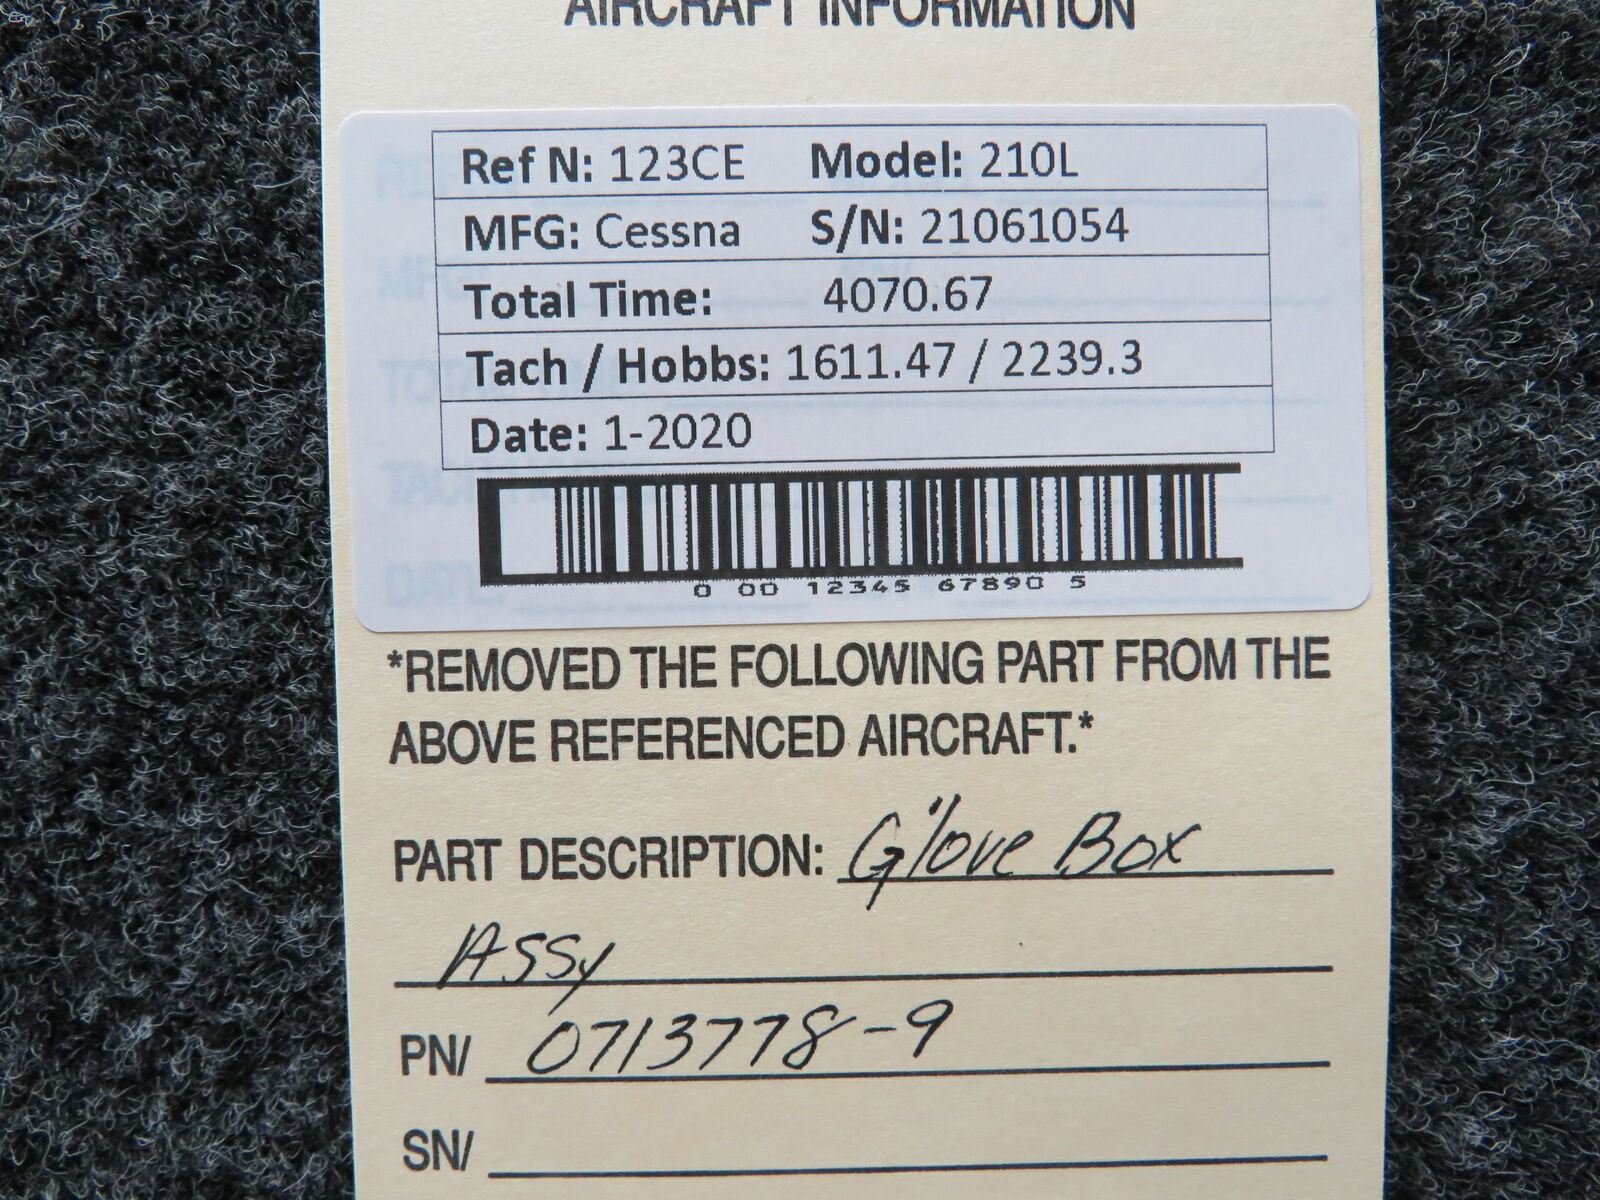 AIRCRAFT INFORMATION
Ref N: 123CE Model: 210L
MFG: Cessna S/N: 21061054
Total Time: 4070.67
Tach / Hobbs: 1611.47 / 2239.3
Date: 1-2020
0 00 12345 67890 5
*REMOVED THE FOLLOWING PART FROM THE
ABOVE REFERENCED AIRCRAFT.*
PART DESCRIPTION: Glove Box
Assy
PN/ 0713778-9
SN/